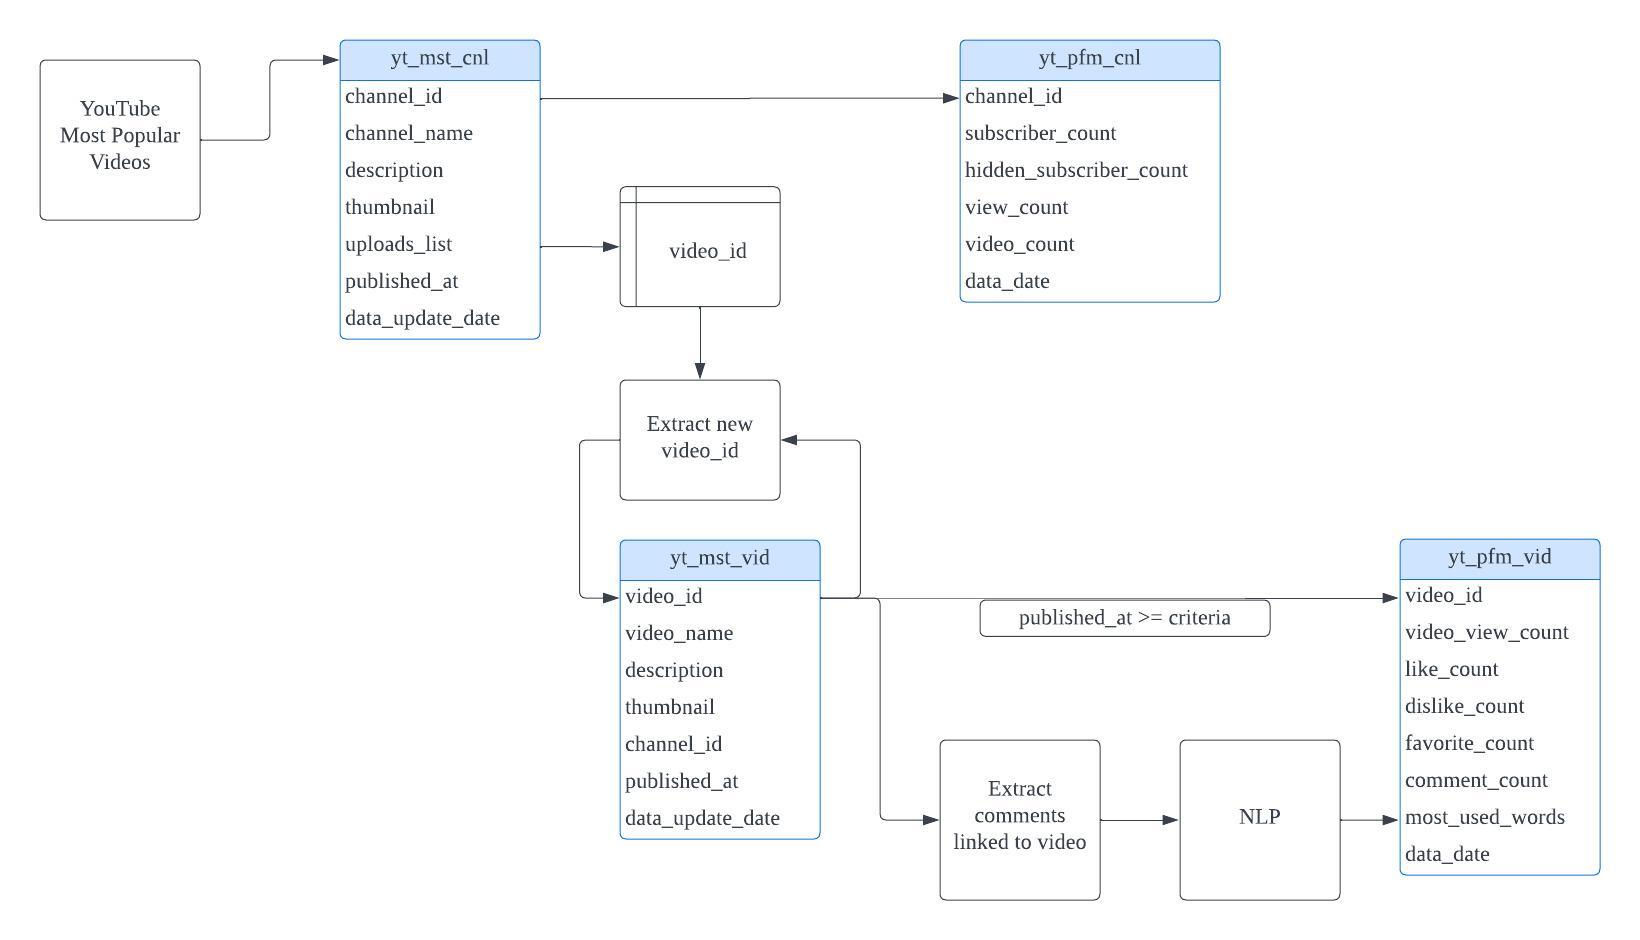 YouTube
Most Popular
Videos
yt_mst_cnl
channel_id
channel_name
description
thumbnail
uploads_list
published_at
data_update_date
yt_pfm_cnl
channel_id
subscriber_count
hidden_subscriber_count
view_count
video_count
data_date
video_id
Extract new
video_id
yt_mst_vid
video_id
video_name
description
thumbnail
channel_id
published_at
data_update_date
published_at >= criteria
Extract
comments
linked to video
NLP
yt_pfm_vid
video_id
video_view_count
like_count
dislike_count
favorite_count
comment_count
most_used_words
data_date